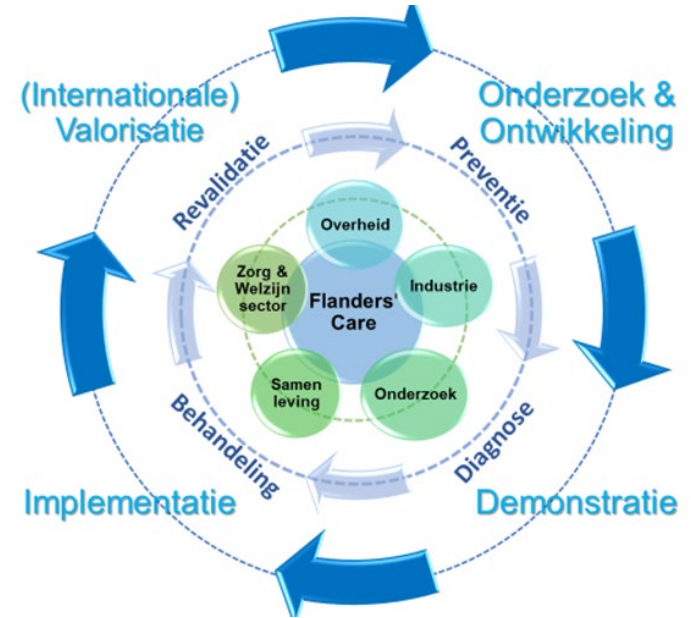 (Internationale)
Valorisatie
Onderzoek &
Ontwikkeling
Revalidatie
Preventie
Overheid
Zorg &
Welzijn
sector
Flanders'
Care
Industrie
Samen
leving
Onderzoek
Behandeling
Diagnose
Implementatie
Demonstratie